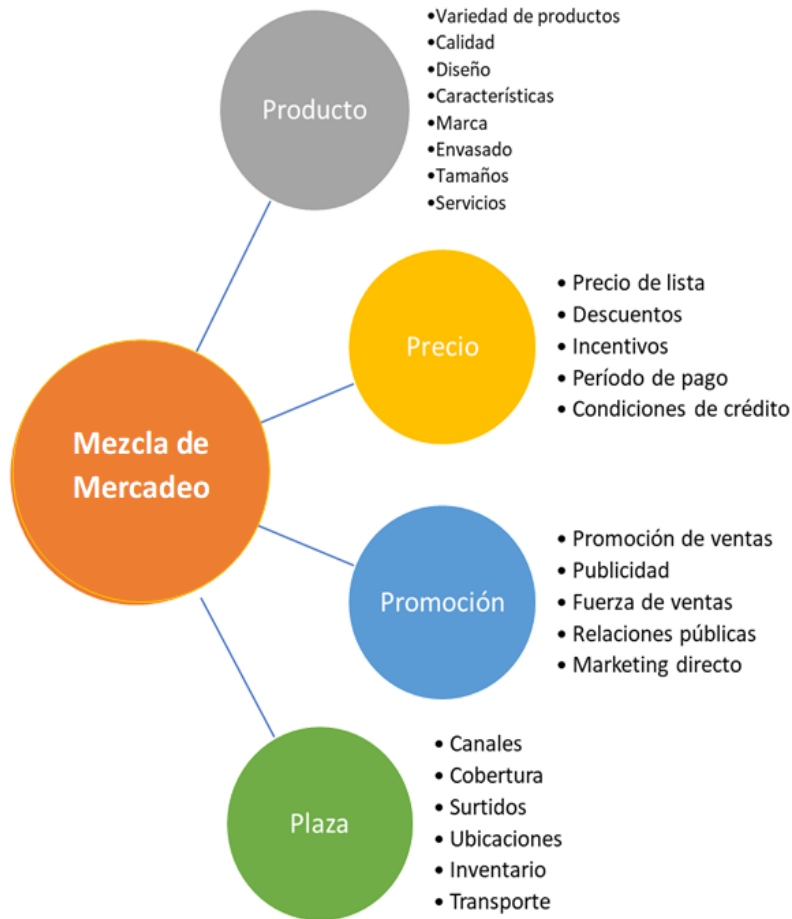 Mezcla de
Mercadeo
Producto
•Variedad de productos
•Calidad
•Diseño
•Características
•Marca
•Envasado
•Tamaños
•Servicios
Precio
• Precio de lista
• Descuentos
• Incentivos
• Período de pago
• Condiciones de crédito
Promoción
• Promoción de ventas
• Publicidad
• Fuerza de ventas
• Relaciones públicas
• Marketing directo
Plaza
• Canales
• Cobertura
• Surtidos
• Ubicaciones
• Inventario
• Transporte